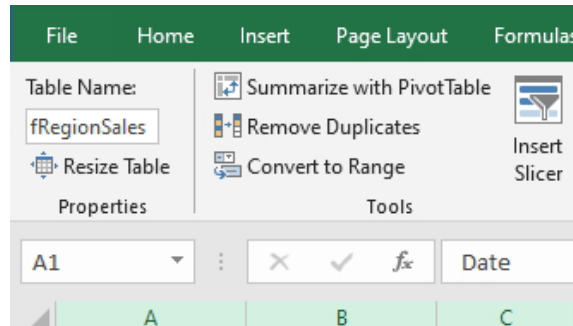 File Home Insert Page Layout Formulas
Table Name: Summarize with PivotTable
fRegionSales Remove Duplicates Insert
Resize Table Convert to Range Slicer
Properties Tools
A1 fx Date
A B C